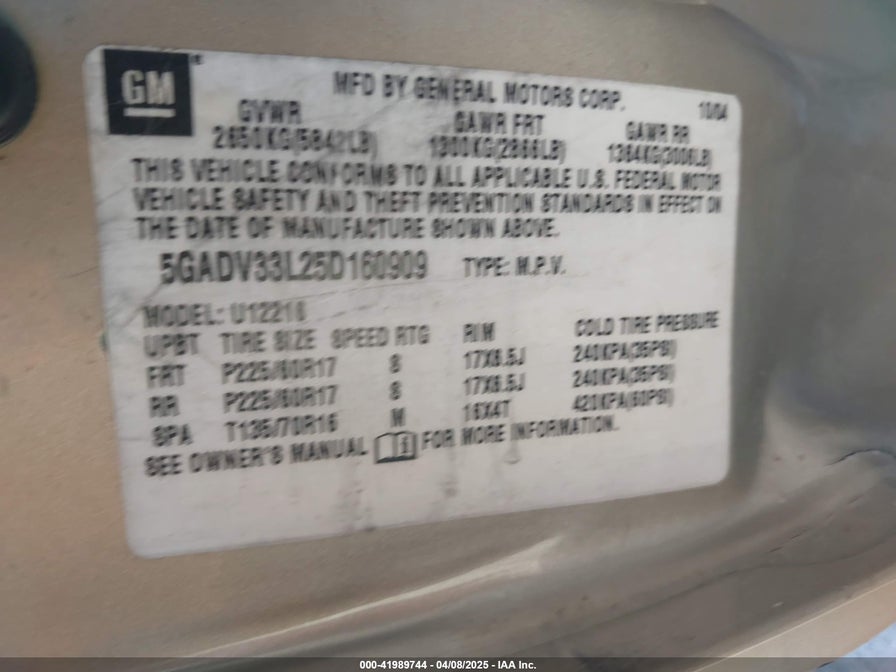 GM
MFD BY GENERAL MOTORS CORP. 10/04
GVWR GAWR FRT GAWR RR
2650KG(5842LB) 1300KG(2866LB) 1364KG(3006LB)
THIS VEHICLE CONFORMS TO ALL APPLICABLE U.S. FEDERAL MOTOR
VEHICLE SAFETY AND THEFT PREVENTION STANDARDS IN EFFECT ON
THE DATE OF MANUFACTURE SHOWN ABOVE.
5GADV33L25D160909 TYPE: M.P.V.
MODEL: U12216
UPBT TIRE SIZE SPEED RTG RIM COLD TIRE PRESSURE
FRT P225/60R17 S 17X6.5J 240KPA(35PSI)
RR P225/60R17 S 17X6.5J 240KPA(35PSI)
SPA T135/70R16 M 16X4T 420KPA(60PSI)
SEE OWNER'S MANUAL FOR MORE INFORMATION.
000-41989744 - 04/08/2025 - IAA Inc.